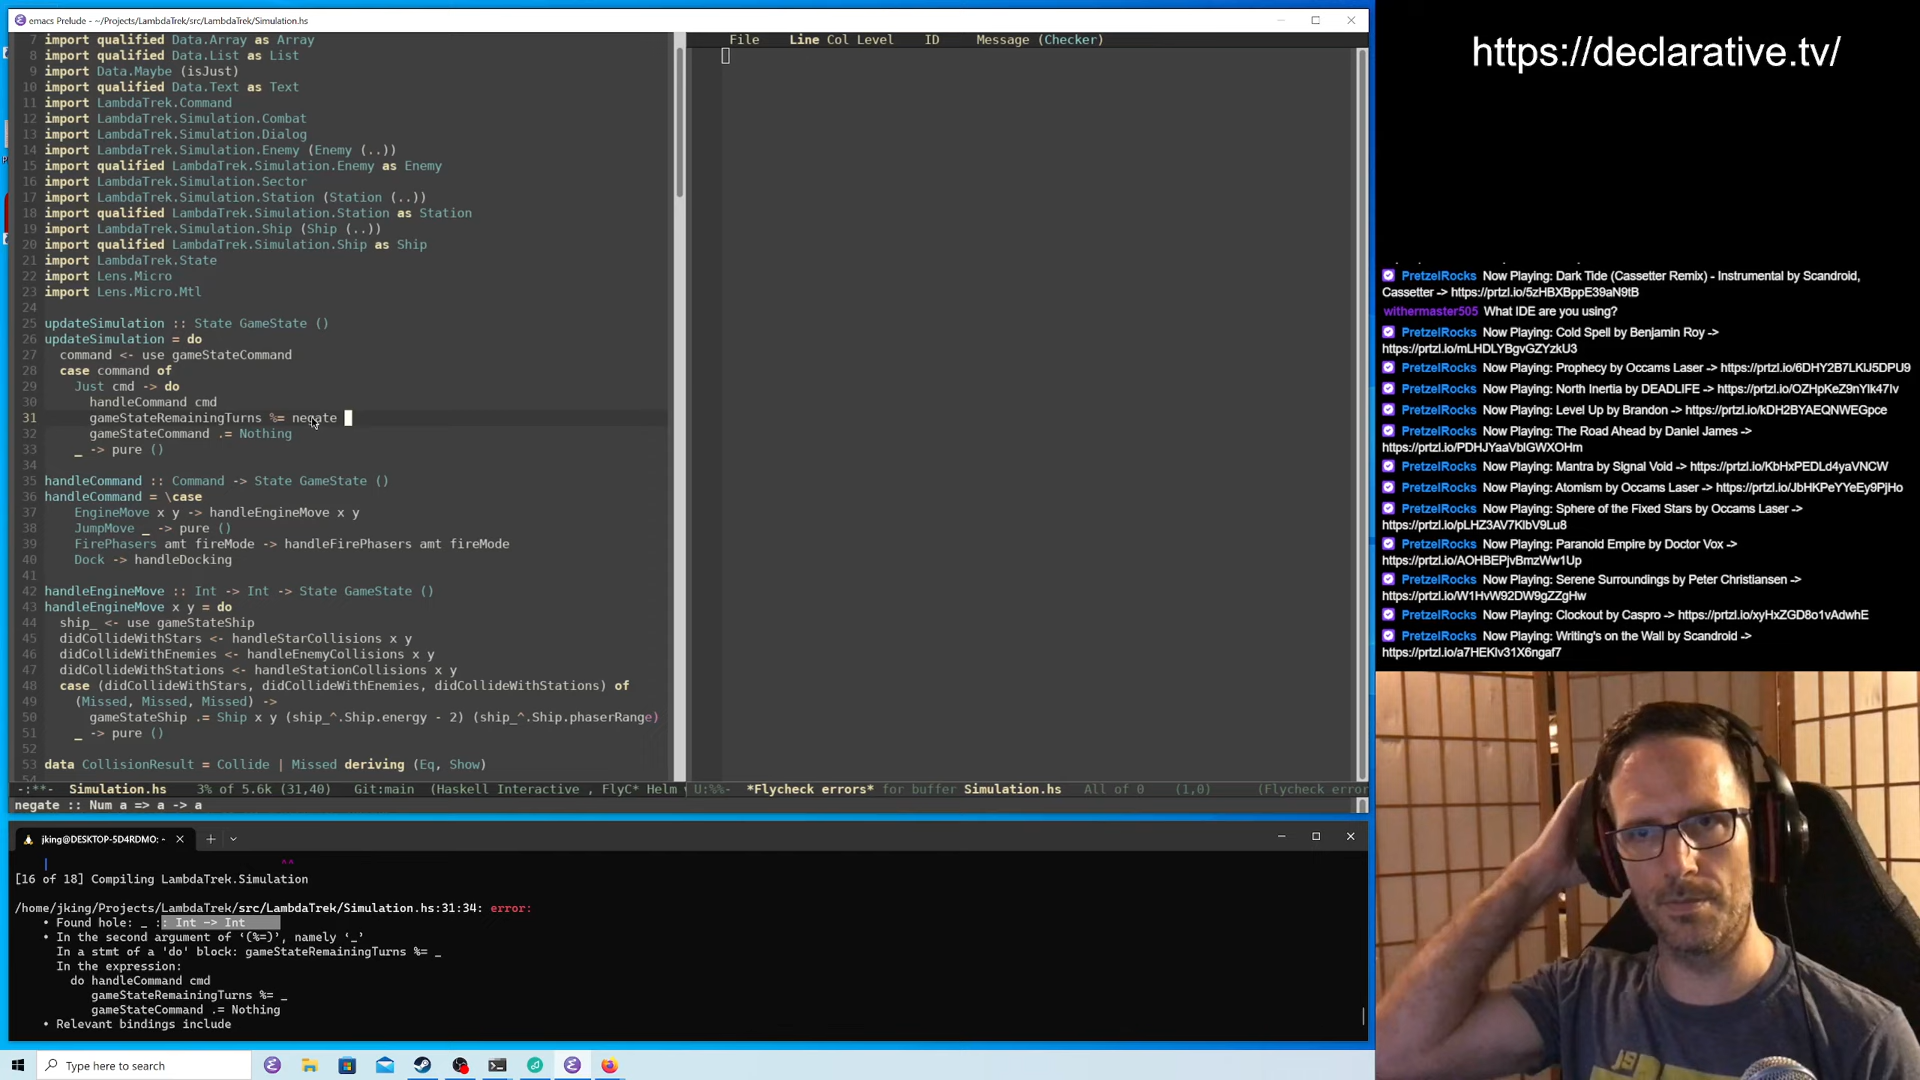 emacs Prelude - ~/Projects/LambdaTrek/src/LambdaTrek/Simulation.hs
7 import qualified Data.Array as Array
8 import qualified Data.List as List
9 import Data.Maybe (isJust)
10 import qualified Data.Text as Text
11 import LambdaTrek.Command
12 import LambdaTrek.Simulation.Combat
13 import LambdaTrek.Simulation.Dialog
14 import LambdaTrek.Simulation.Enemy (Enemy (..))
15 import qualified LambdaTrek.Simulation.Enemy as Enemy
16 import LambdaTrek.Simulation.Sector
17 import LambdaTrek.Simulation.Station (Station (..))
18 import qualified LambdaTrek.Simulation.Station as Station
19 import LambdaTrek.Simulation.Ship (Ship (..))
20 import qualified LambdaTrek.Simulation.Ship as Ship
21 import LambdaTrek.State
22 import Lens.Micro
23 import Lens.Micro.Mtl
24
25 updateSimulation :: State GameState ()
26 updateSimulation = do
27 command <- use gameStateCommand
28 case command of
29 Just cmd -> do
30 handleCommand cmd
31 gameStateRemainingTurns %= negate
32 gameStateCommand .= Nothing
33 _ -> pure ()
34
35 handleCommand :: Command -> State GameState ()
36 handleCommand = \case
37 EngineMove x y -> handleEngineMove x y
38 JumpMove _ -> pure ()
39 FirePhasers amt fireMode -> handleFirePhasers amt fireMode
40 Dock -> handleDocking
41
42 handleEngineMove :: Int -> Int -> State GameState ()
43 handleEngineMove x y = do
44 ship_ <- use gameStateShip
45 didCollideWithStars <- handleStarCollisions x y
46 didCollideWithEnemies <- handleEnemyCollisions x y
47 didCollideWithStations <- handleStationCollisions x y
48 case (didCollideWithStars, didCollideWithEnemies, didCollideWithStations) of
49 (Missed, Missed, Missed) ->
50 gameStateShip .= Ship x y (ship_^.Ship.energy - 2) (ship_^.Ship.phaserRange)
51 _ -> pure ()
52
53 data CollisionResult = Collide | Missed deriving (Eq, Show)
54
-:**- Simulation.hs 3% of 5.6k (31,40) Git:main (Haskell Interactive , FlyC* Helm
negate :: Num a => a -> a
File Line Col Level ID Message (Checker)
U:%%- *Flycheck errors* for buffer Simulation.hs All of 0 (1,0) (Flycheck error
jking@DESKTOP-5D4RDMO: ~
| ^^
[16 of 18] Compiling LambdaTrek.Simulation
/home/jking/Projects/LambdaTrek/src/LambdaTrek/Simulation.hs:31:34: error:
• Found hole: _ :: Int -> Int
• In the second argument of ‘(%=)’, namely ‘_’
In a stmt of a 'do' block: gameStateRemainingTurns %= _
In the expression:
do handleCommand cmd
gameStateRemainingTurns %= _
gameStateCommand .= Nothing
• Relevant bindings include
Type here to search
https://declarative.tv/
PretzelRocks Now Playing: Dark Tide (Cassetter Remix) - Instrumental by Scandroid,
Cassetter -> https://prtzl.io/5zHBXBppE39aN9tB
withermaster505 What IDE are you using?
PretzelRocks Now Playing: Cold Spell by Benjamin Roy ->
https://prtzl.io/mLHDLYBgvGZYzkU3
PretzelRocks Now Playing: Prophecy by Occams Laser -> https://prtzl.io/6DHY2B7LKlJ5DPU9
PretzelRocks Now Playing: North Inertia by DEADLIFE -> https://prtzl.io/OZHpKeZ9nYlk47Iv
PretzelRocks Now Playing: Level Up by Brandon -> https://prtzl.io/kDH2BYAEQNWEGpce
PretzelRocks Now Playing: The Road Ahead by Daniel James ->
https://prtzl.io/PDHJYaaVblGWXOHm
PretzelRocks Now Playing: Mantra by Signal Void -> https://prtzl.io/KbHxPEDLd4yaVNCW
PretzelRocks Now Playing: Atomism by Occams Laser -> https://prtzl.io/JbHKPeYYeEy9PjHo
PretzelRocks Now Playing: Sphere of the Fixed Stars by Occams Laser ->
https://prtzl.io/pLHZ3AV7KlbV9Lu8
PretzelRocks Now Playing: Paranoid Empire by Doctor Vox ->
https://prtzl.io/AOHBEPjvBmzWw1Up
PretzelRocks Now Playing: Serene Surroundings by Peter Christiansen ->
https://prtzl.io/W1HvW92DW9gZZgHw
PretzelRocks Now Playing: Clockout by Caspro -> https://prtzl.io/xyHxZGD8o1vAdwhE
PretzelRocks Now Playing: Writing's on the Wall by Scandroid ->
https://prtzl.io/a7HEKlv31X6ngaf7